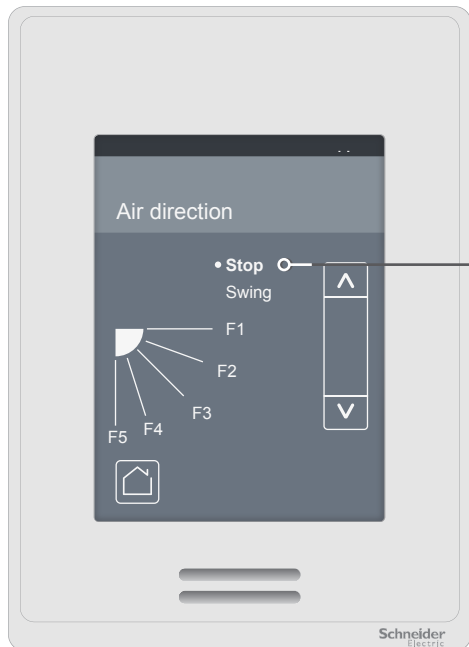 Air direction
• Stop
Swing
F1
F2
F3
F4
F5
Schneider
Electric